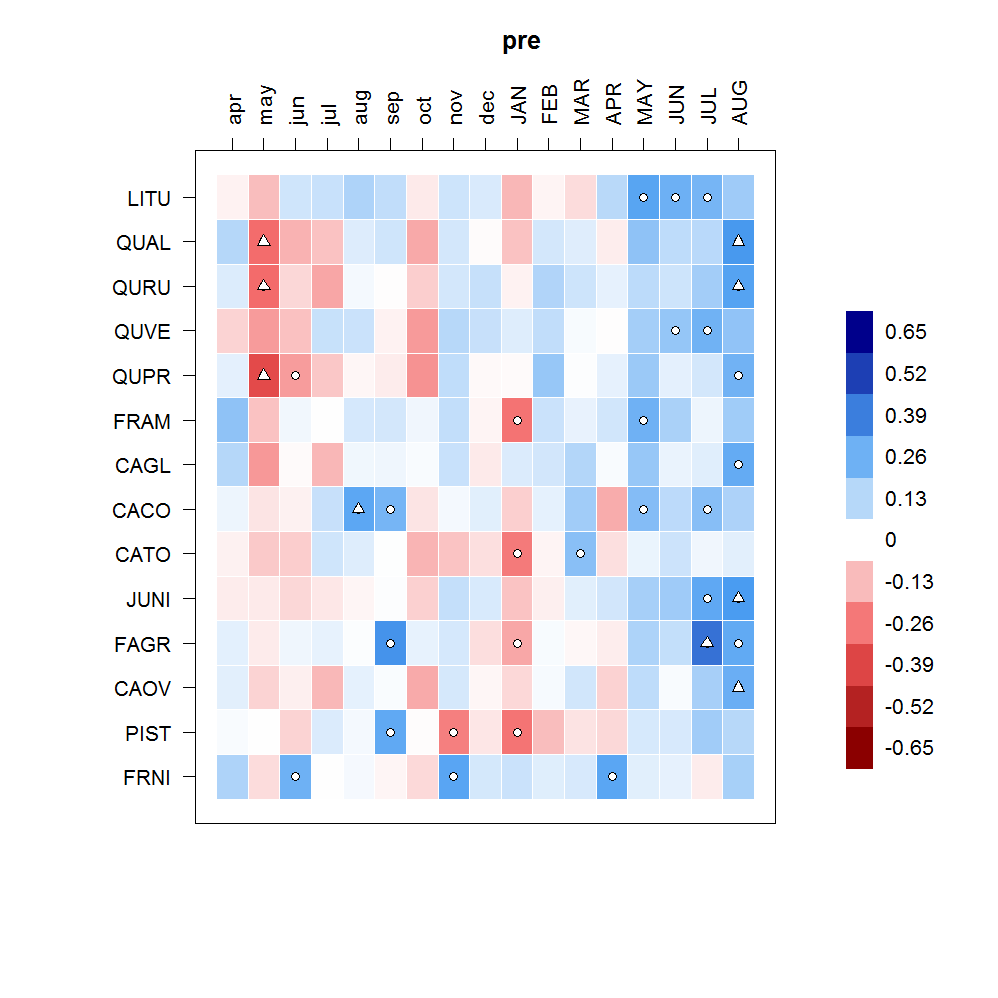 pre
apr may jun jul aug sep oct nov dec JAN FEB MAR APR MAY JUN JUL AUG
LITU
QUAL
QURU
QUVE
QUPR
FRAM
CAGL
CACO
CATO
JUNI
FAGR
CAOV
PIST
FRNI
0.65
0.52
0.39
0.26
0.13
0
-0.13
-0.26
-0.39
-0.52
-0.65